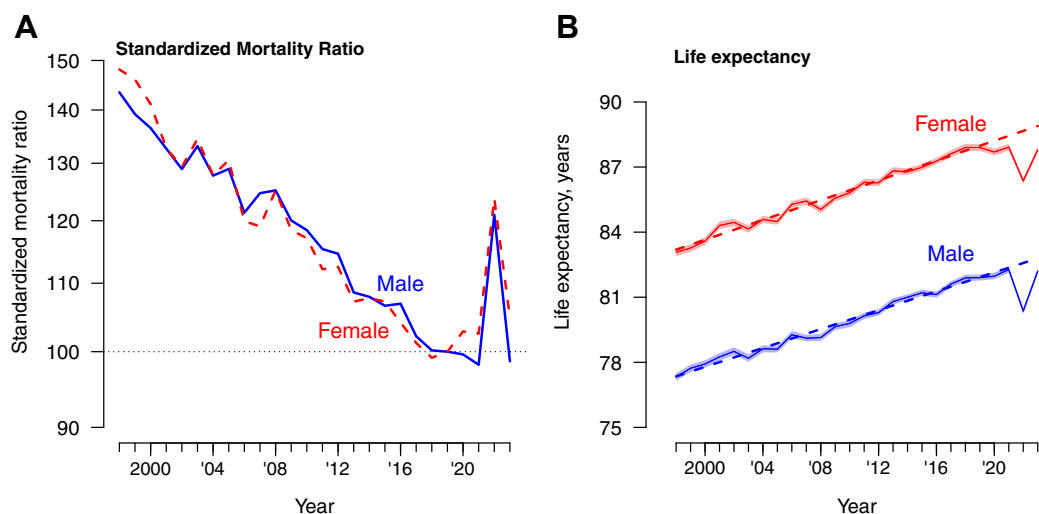 A
Standardized Mortality Ratio
Standardized mortality ratio
150
140
130
120
110
100
90
Male
Female
2000 '04 '08 '12 '16 '20
Year
B
Life expectancy
Life expectancy, years
90
87
84
81
78
75
Female
Male
2000 '04 '08 '12 '16 '20
Year